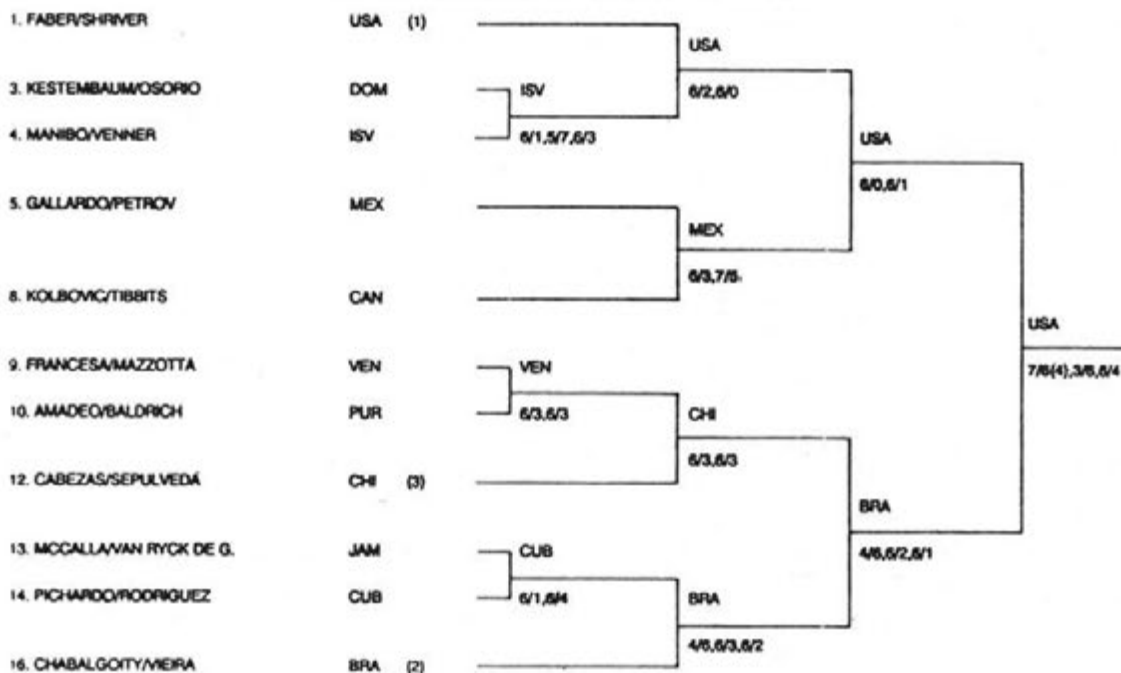 1. FABER/SHRIVER USA (1)
USA
3. KESTEMBAUM/OSORIO DOM ISV 6/2,6/0
4. MANIBO/VENNER ISV 6/1,5/7,6/3
USA
6/0,6/1
5. GALLARDO/PETROV MEX
MEX
6/3,7/5
8. KOLBOVIC/TIBBITS CAN
USA
9. FRANCESA/MAZZOTTA VEN VEN
7/6(4),3/6,6/4
10. AMADEO/BALDRICH PUR 6/3,6/3 CHI
6/3,6/3
12. CABEZAS/SEPULVEDÁ CHI (3)
BRA
13. MCCALLA/VAN RYCK DE G. JAM CUB 4/6,6/2,6/1
14. PICHARDO/RODRIGUEZ CUB 6/1,6/4 BRA
4/6,6/3,6/2
16. CHABALGOITY/VIEIRA BRA (2)